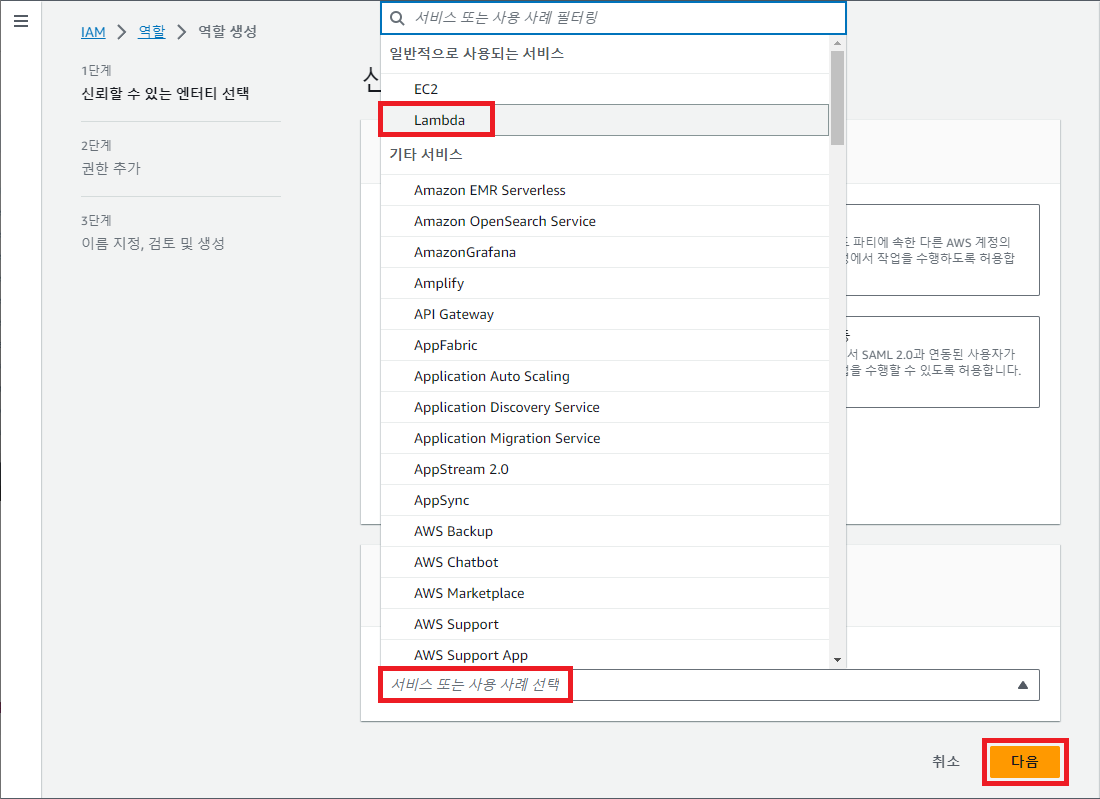 IAM > 역할 > 역할 생성
1단계
신뢰할 수 있는 엔터티 선택
2단계
권한 추가
3단계
이름 지정, 검토 및 생성
서비스 또는 사용 사례 필터링
일반적으로 사용되는 서비스
EC2
Lambda
기타 서비스
Amazon EMR Serverless
Amazon OpenSearch Service
AmazonGrafana
Amplify
API Gateway
AppFabric
Application Auto Scaling
Application Discovery Service
Application Migration Service
AppStream 2.0
AppSync
AWS Backup
AWS Chatbot
AWS Marketplace
AWS Support
AWS Support App
파티에 속한 다른 AWS 계정의
작업을 수행하도록 허용합
SAML 2.0과 연동된 사용자가
수행할 수 있도록 허용합니다.
서비스 또는 사용 사례 선택
취소
다음